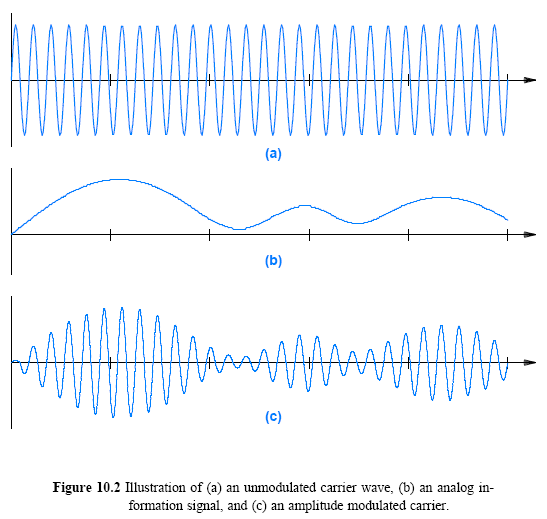 (a)
(b)
(c)
Figure 10.2 Illustration of (a) an unmodulated carrier wave, (b) an analog in-
formation signal, and (c) an amplitude modulated carrier.